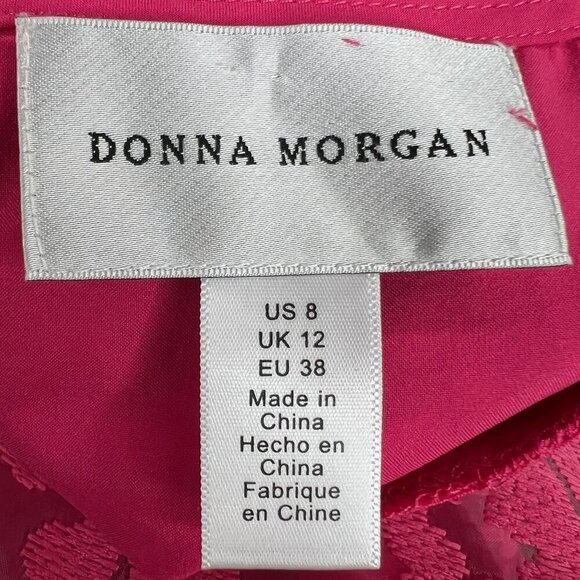 DONNA MORGAN
US 8
UK 12
EU 38
Made in
China
Hecho en
China
Fabrique
en Chine